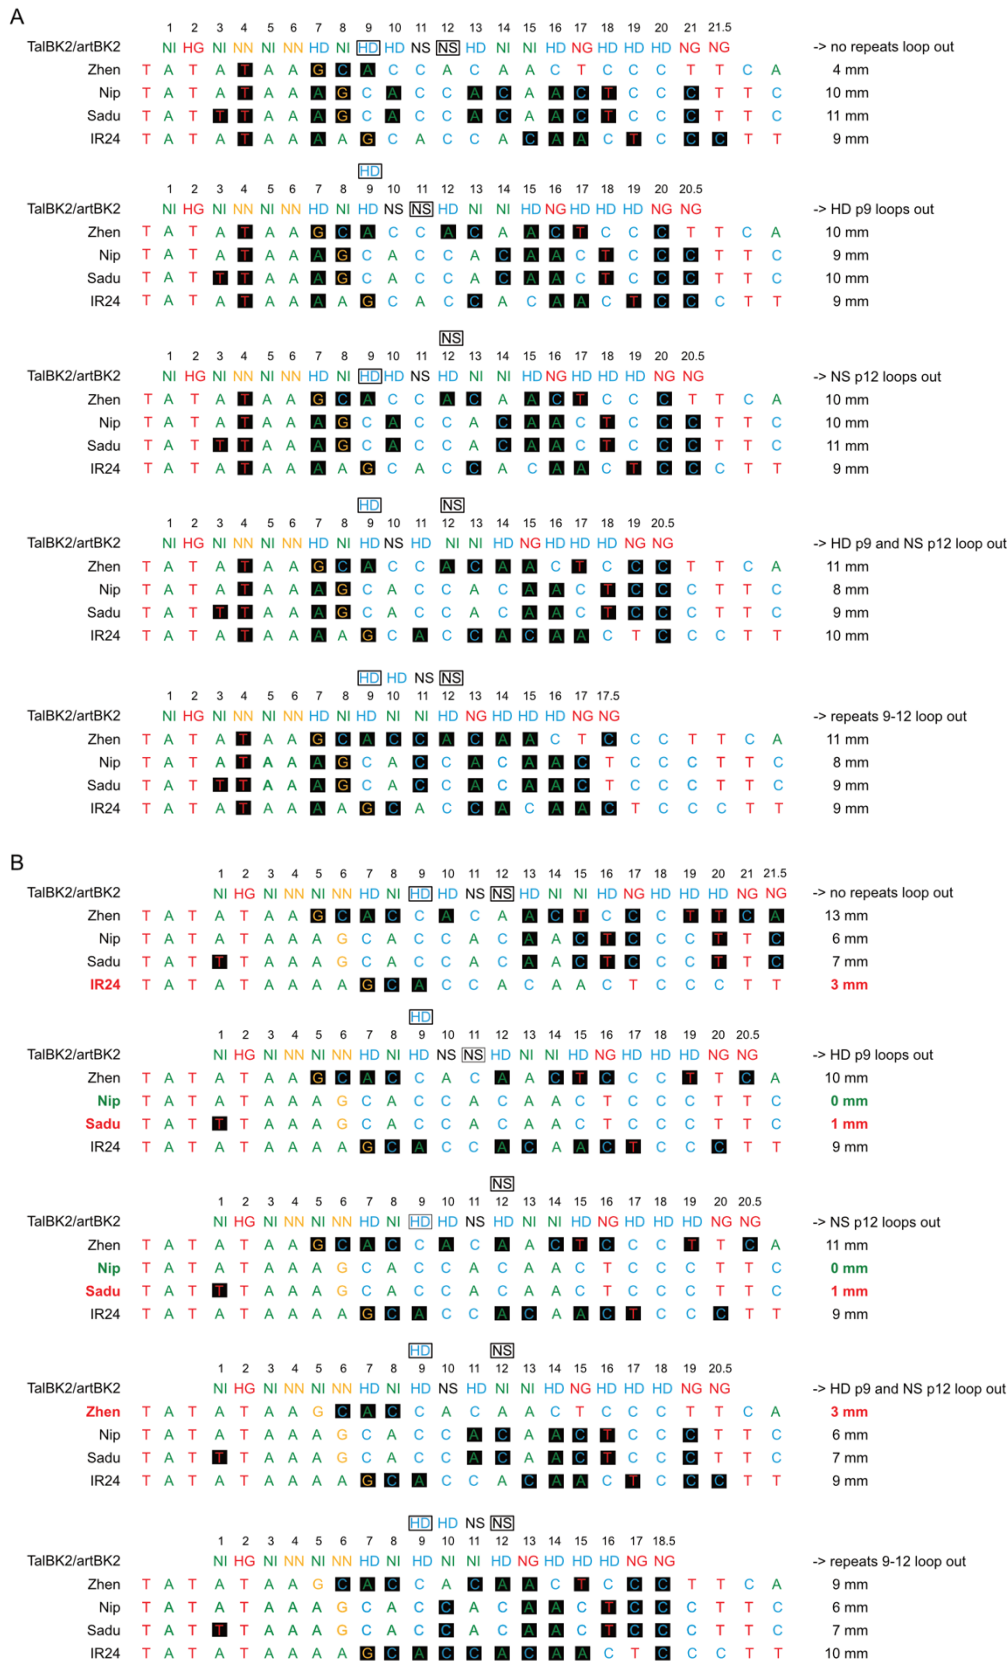 A
1 2 3 4 5 6 7 8 9 10 11 12 13 14 15 16 17 18 19 20 21 21.5
TalBK2/artBK2 NI HG NI NN NI NN HD NI HD HD NS NS HD NI NI HD NG HD HD HD NG NG -> no repeats loop out
Zhen T A T A T A A G C A C C A C A A C T C C C T T C A 4 mm
Nip T A T A T A A A G C A C C A C A A C T C C C T T C 10 mm
Sadu T A T T T A A A G C A C C A C A A C T C C C T T C 11 mm
IR24 T A T A T A A A A G C A C C A C A A C T C C C T T 9 mm
HD
1 2 3 4 5 6 7 8 9 10 11 12 13 14 15 16 17 18 19 20 20.5
TalBK2/artBK2 NI HG NI NN NI NN HD NI HD NS NS HD NI NI HD NG HD HD HD NG NG -> HD p9 loops out
Zhen T A T A T A A G C A C C A C A A C T C C C T T C A 10 mm
Nip T A T A T A A A G C A C C A C A A C T C C C T T C 9 mm
Sadu T A T T T A A A G C A C C A C A A C T C C C T T C 10 mm
IR24 T A T A T A A A A G C A C C A C A A C T C C C T T 9 mm
NS
1 2 3 4 5 6 7 8 9 10 11 12 13 14 15 16 17 18 19 20 20.5
TalBK2/artBK2 NI HG NI NN NI NN HD NI HD HD NS HD NI NI HD NG HD HD HD NG NG -> NS p12 loops out
Zhen T A T A T A A G C A C C A C A A C T C C C T T C A 10 mm
Nip T A T A T A A A G C A C C A C A A C T C C C T T C 10 mm
Sadu T A T T T A A A G C A C C A C A A C T C C C T T C 11 mm
IR24 T A T A T A A A A G C A C C A C A A C T C C C T T 9 mm
HD NS
1 2 3 4 5 6 7 8 9 10 11 12 13 14 15 16 17 18 19 20.5
TalBK2/artBK2 NI HG NI NN NI NN HD NI HD NS HD NI NI HD NG HD HD HD NG NG -> HD p9 and NS p12 loop out
Zhen T A T A T A A G C A C C A C A A C T C C C T T C A 11 mm
Nip T A T A T A A A G C A C C A C A A C T C C C T T C 8 mm
Sadu T A T T T A A A G C A C C A C A A C T C C C T T C 9 mm
IR24 T A T A T A A A A G C A C C A C A A C T C C C T T 10 mm
HD HD NS NS
1 2 3 4 5 6 7 8 9 10 11 12 13 14 15 16 17 17.5
TalBK2/artBK2 NI HG NI NN NI NN HD NI HD NI NI HD NG HD HD HD NG NG -> repeats 9-12 loop out
Zhen T A T A T A A G C A C C A C A A C T C C C T T C A 11 mm
Nip T A T A T A A A G C A C C A C A A C T C C C T T C 8 mm
Sadu T A T T T A A A G C A C C A C A A C T C C C T T C 9 mm
IR24 T A T A T A A A A G C A C C A C A A C T C C C T T 9 mm
B
1 2 3 4 5 6 7 8 9 10 11 12 13 14 15 16 17 18 19 20 21 21.5
TalBK2/artBK2 NI HG NI NN NI NN HD NI HD HD NS NS HD NI NI HD NG HD HD HD NG NG -> no repeats loop out
Zhen T A T A T A A G C A C C A C A A C T C C C T T C A 13 mm
Nip T A T A T A A A G C A C C A C A A C T C C C T T C 6 mm
Sadu T A T T T A A A G C A C C A C A A C T C C C T T C 7 mm
IR24 T A T A T A A A A G C A C C A C A A C T C C C T T 3 mm
HD
1 2 3 4 5 6 7 8 9 10 11 12 13 14 15 16 17 18 19 20 20.5
TalBK2/artBK2 NI HG NI NN NI NN HD NI HD NS NS HD NI NI HD NG HD HD HD NG NG -> HD p9 loops out
Zhen T A T A T A A G C A C C A C A A C T C C C T T C A 10 mm
Nip T A T A T A A A G C A C C A C A A C T C C C T T C 0 mm
Sadu T A T T T A A A G C A C C A C A A C T C C C T T C 1 mm
IR24 T A T A T A A A A G C A C C A C A A C T C C C T T 9 mm
NS
1 2 3 4 5 6 7 8 9 10 11 12 13 14 15 16 17 18 19 20 20.5
TalBK2/artBK2 NI HG NI NN NI NN HD NI HD HD NS HD NI NI HD NG HD HD HD NG NG -> NS p12 loops out
Zhen T A T A T A A G C A C C A C A A C T C C C T T C A 11 mm
Nip T A T A T A A A G C A C C A C A A C T C C C T T C 0 mm
Sadu T A T T T A A A G C A C C A C A A C T C C C T T C 1 mm
IR24 T A T A T A A A A G C A C C A C A A C T C C C T T 9 mm
HD NS
1 2 3 4 5 6 7 8 9 10 11 12 13 14 15 16 17 18 19 20.5
TalBK2/artBK2 NI HG NI NN NI NN HD NI HD NS HD NI NI HD NG HD HD HD NG NG -> HD p9 and NS p12 loop out
Zhen T A T A T A A G C A C C A C A A C T C C C T T C A 3 mm
Nip T A T A T A A A G C A C C A C A A C T C C C T T C 6 mm
Sadu T A T T T A A A G C A C C A C A A C T C C C T T C 7 mm
IR24 T A T A T A A A A G C A C C A C A A C T C C C T T 9 mm
HD HD NS NS
1 2 3 4 5 6 7 8 9 10 11 12 13 14 15 16 17 18.5
TalBK2/artBK2 NI HG NI NN NI NN HD NI HD NI NI HD NG HD HD HD NG NG -> repeats 9-12 loop out
Zhen T A T A T A A G C A C C A C A A C T C C C T T C A 9 mm
Nip T A T A T A A A G C A C C A C A A C T C C C T T C 6 mm
Sadu T A T T T A A A G C A C C A C A A C T C C C T T C 7 mm
IR24 T A T A T A A A A G C A C C A C A A C T C C C T T 10 mm